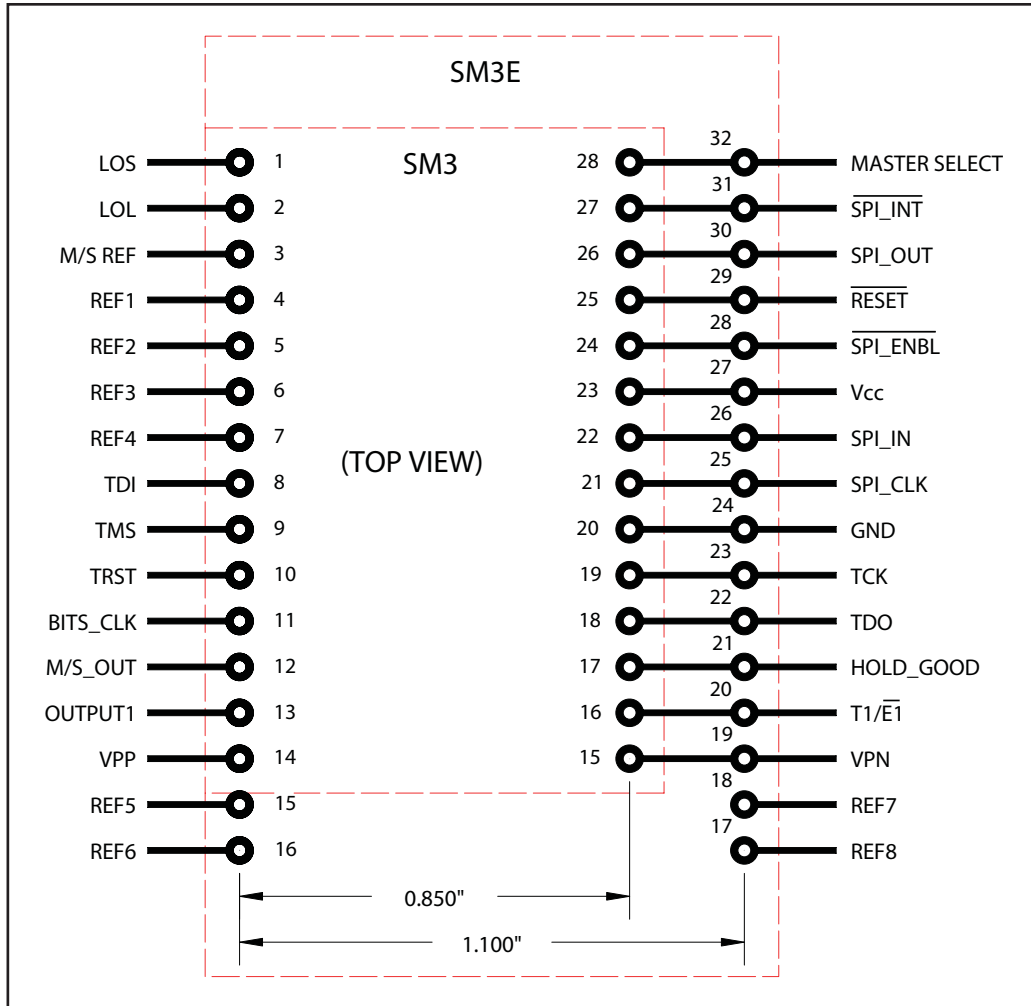 SM3E
SM3
32
LOS 1 28 MASTER SELECT
31
LOL 2 27 S̅P̅I̅_̅I̅N̅T̅
30
M/S REF 3 26 SPI_OUT
29
REF1 4 25 R̅E̅S̅E̅T̅
28
REF2 5 24 S̅P̅I̅_̅E̅N̅B̅L̅
27
REF3 6 23 Vcc
26
REF4 7 22 SPI_IN
(TOP VIEW)
25
TDI 8 21 SPI_CLK
24
TMS 9 20 GND
23
TRST 10 19 TCK
22
BITS_CLK 11 18 TDO
21
M/S_OUT 12 17 HOLD_GOOD
20
OUTPUT1 13 16 T1/E̅1̅
19
VPP 14 15 VPN
18
REF5 15 REF7
17
REF6 16 REF8
0.850"
1.100"